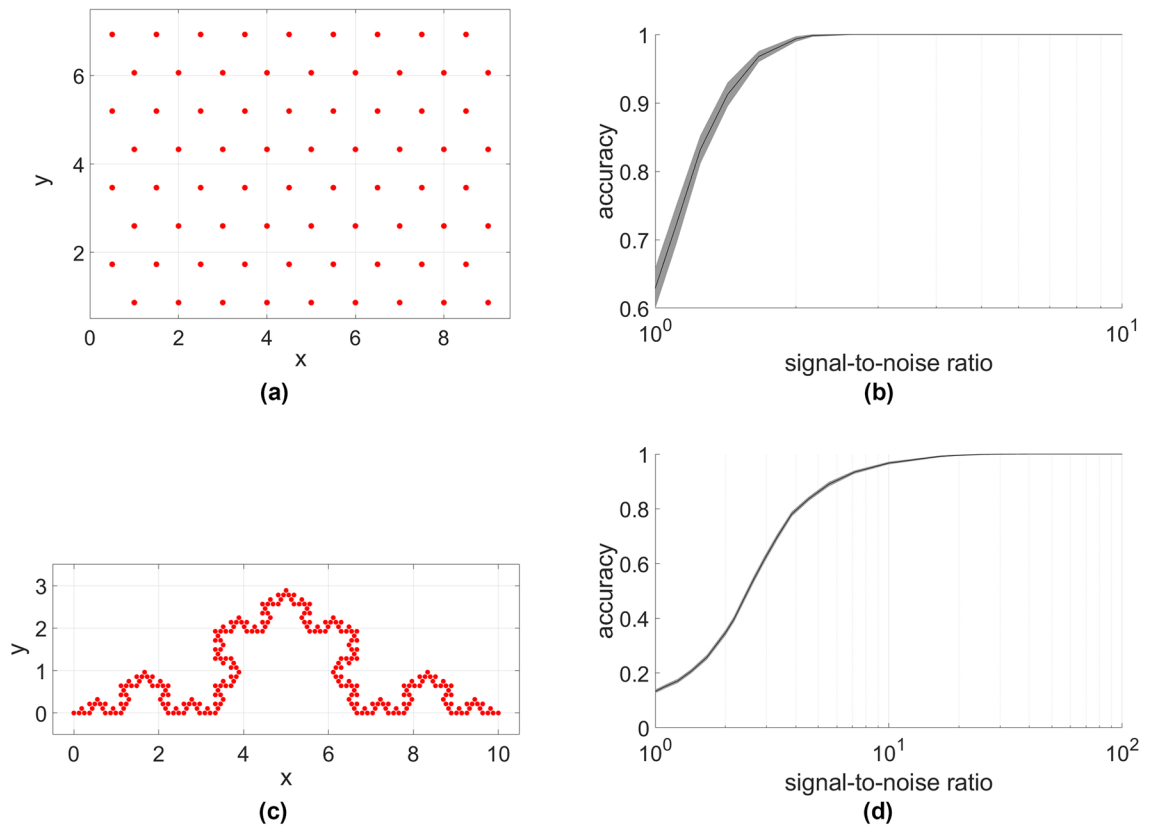 6
4
2
y
0 2 4 6 8
x
(a)
1
0.9
0.8
0.7
0.6
accuracy
10^0 10^1
signal-to-noise ratio
(b)
3
2
1
0
y
0 2 4 6 8 10
x
(c)
1
0.8
0.6
0.4
0.2
0
accuracy
10^0 10^1 10^2
signal-to-noise ratio
(d)